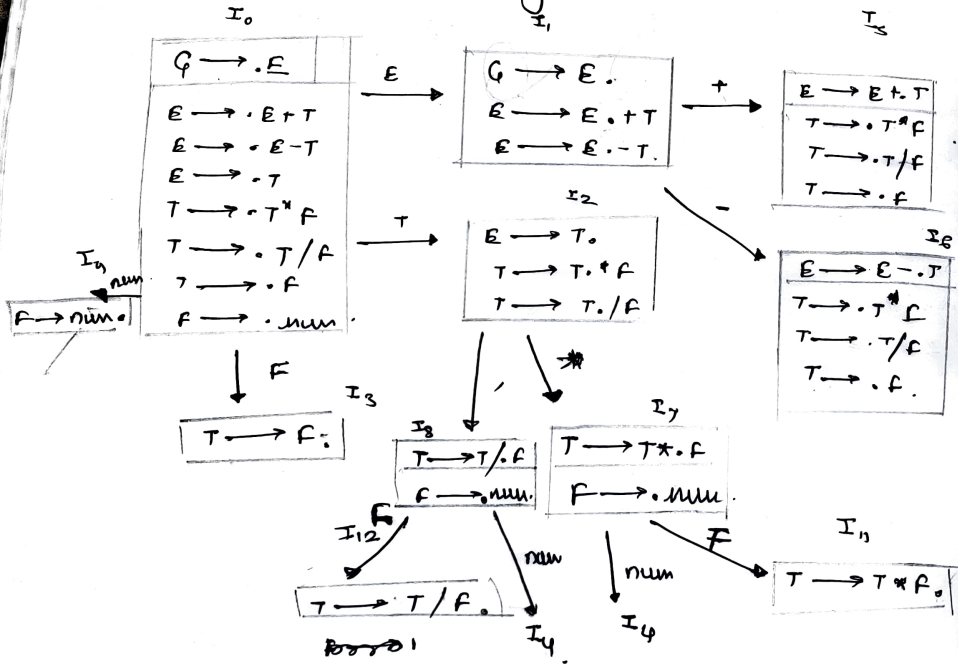 I₀
G → .E
E → .E+T
E → .E-T
E → .T
T → .T*F
T → .T/F
T → .F
F → .num.
E
T
I₁
G → E.
E → E.+T
E → E.-T.
+
-
I₅
E → E+.T
T → .T*F
T → .T/F
T → .F
I₂
E → T.
T → T.*F
T → T./F
I₆
E → E-.T
T → .T*F
T → .T/F
T → .F.
num
F → num.
F
I₃
T → F.
*
I₈
T → T/.F
F → .num.
I₇
T → T*.F
F → .num.
I₁₂
F
T → T/F.
num
I₄
num
I₄
F
I₁₁
T → T*F.